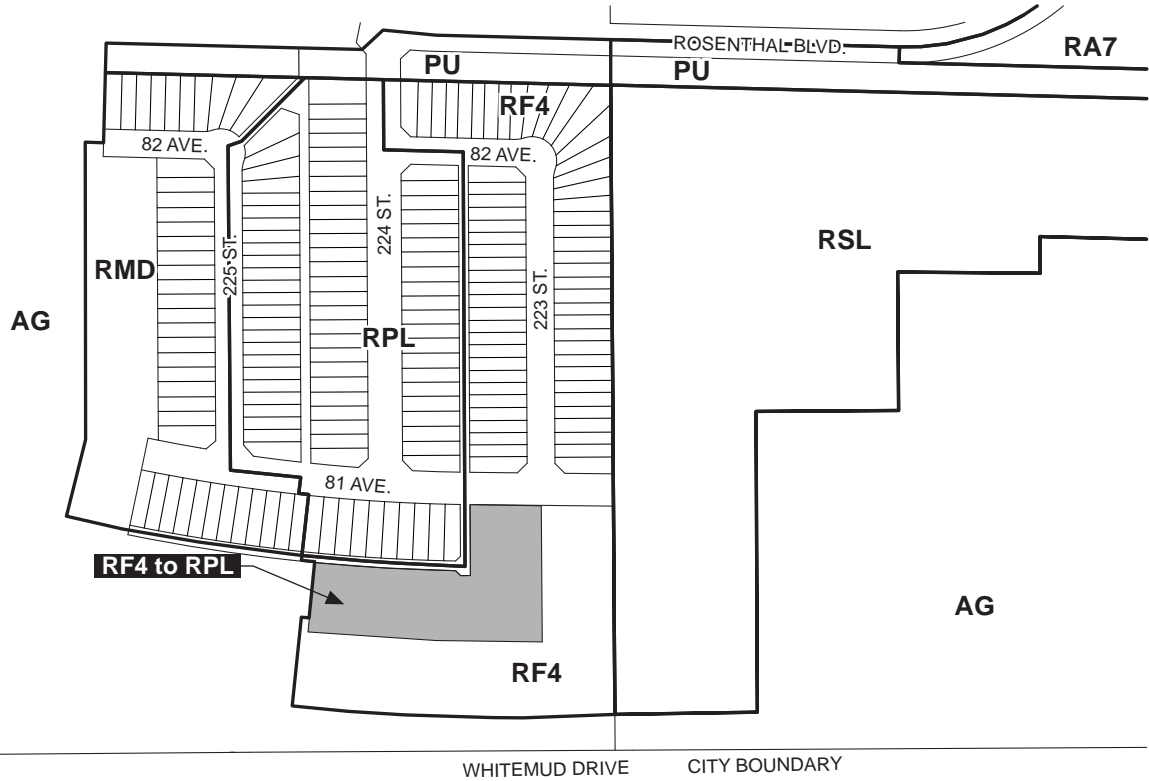 ROSENTHAL BLVD.
RA7
PU
PU
RF4
82 AVE.
82 AVE.
224 ST.
225 ST.
223 ST.
RSL
RMD
AG
RPL
81 AVE.
RF4 to RPL
AG
RF4
WHITEMUD DRIVE
CITY BOUNDARY